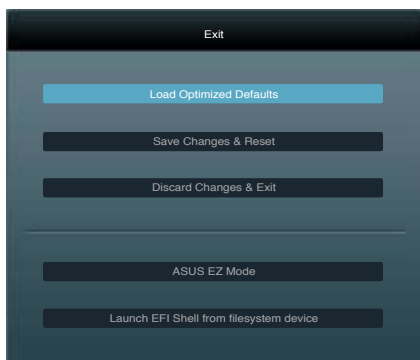 Exit
Load Optimized Defaults
Save Changes & Reset
Discard Changes & Exit
ASUS EZ Mode
Launch EFI Shell from filesystem device